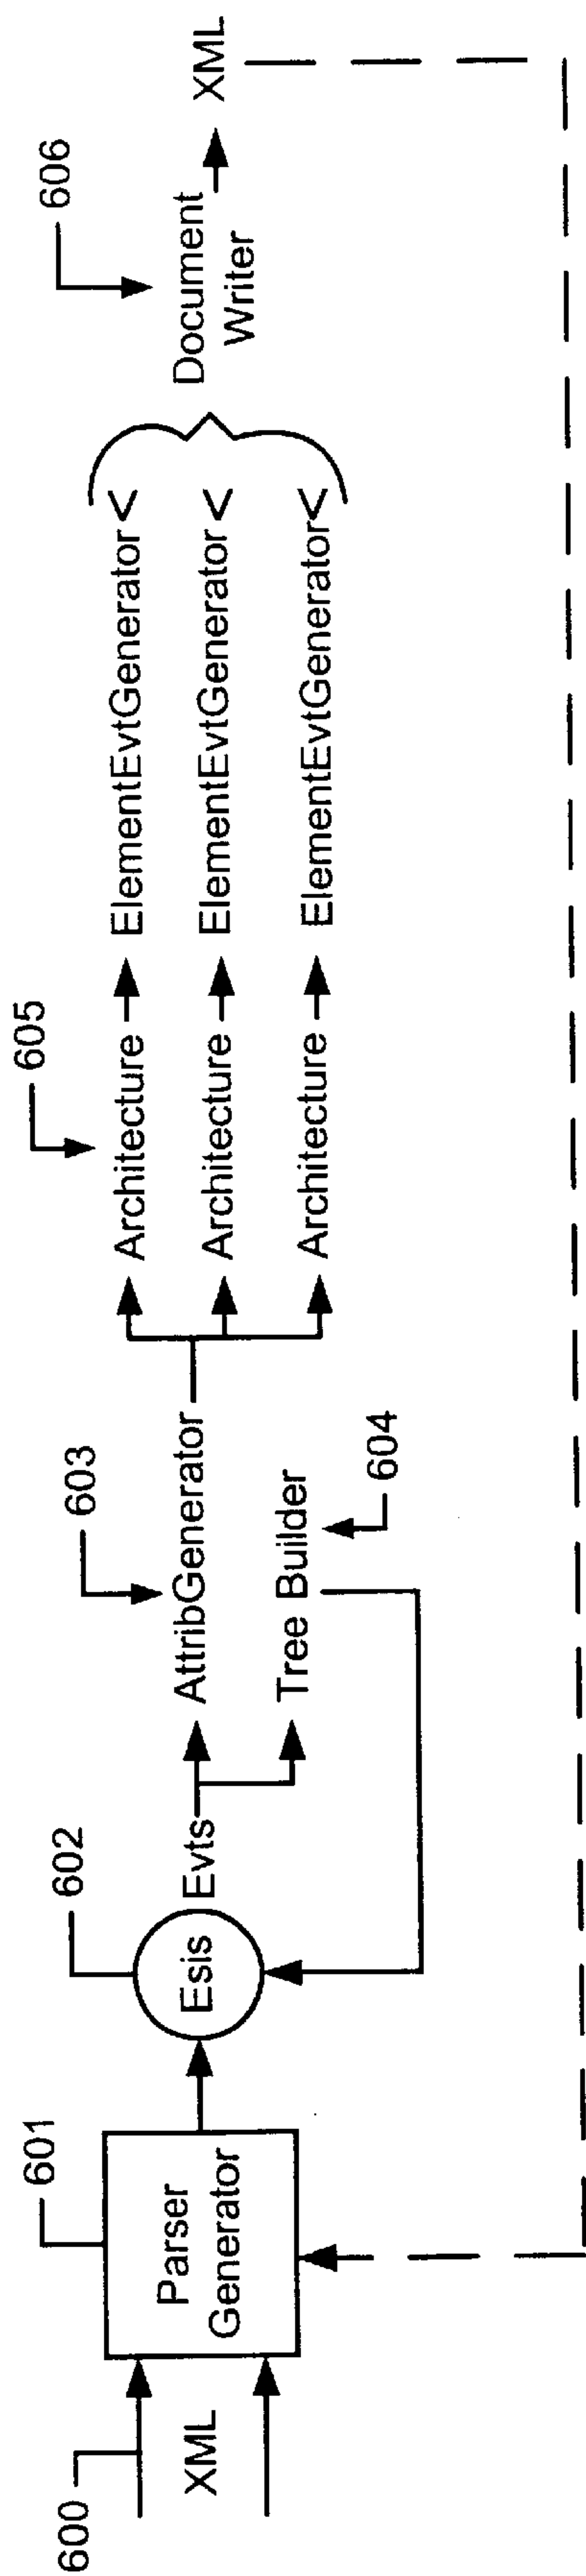 600
XML
601
Parser
Generator
602
Esis
Evts
603
AttribGenerator
Tree Builder
604
605
Architecture
ElementEvtGenerator<
Architecture
ElementEvtGenerator<
Architecture
ElementEvtGenerator<
606
Document
Writer
XML